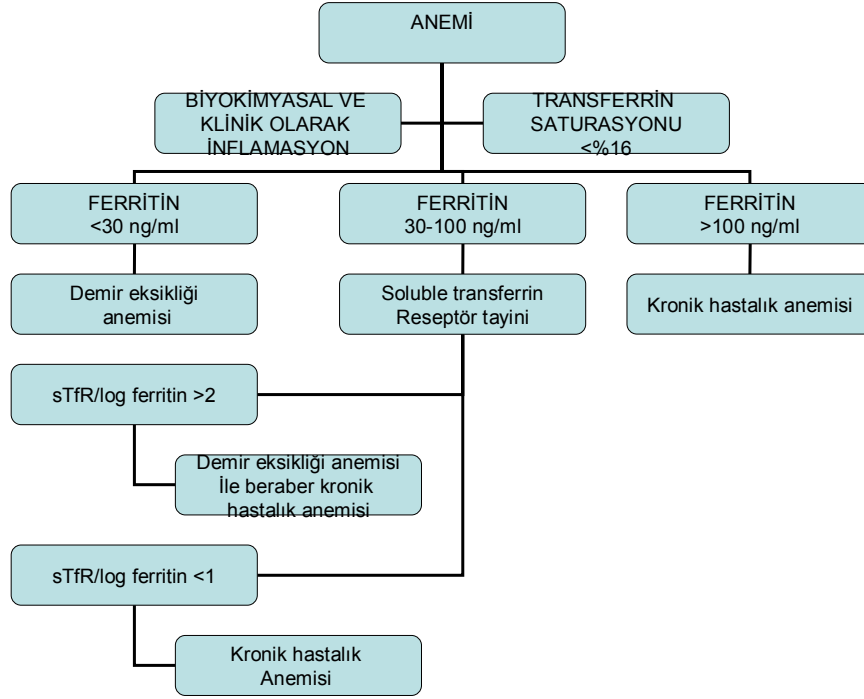 ANEMİ
BİYOKİMYASAL VE
KLİNİK OLARAK
İNFLAMASYON
TRANSFERRİN
SATURASYONU
<%16
FERRİTİN
<30 ng/ml
FERRİTİN
30-100 ng/ml
FERRİTİN
>100 ng/ml
Demir eksikliği
anemisi
Soluble transferrin
Reseptör tayini
Kronik hastalık anemisi
sTfR/log ferritin >2
Demir eksikliği anemisi
İle beraber kronik
hastalık anemisi
sTfR/log ferritin <1
Kronik hastalık
Anemisi